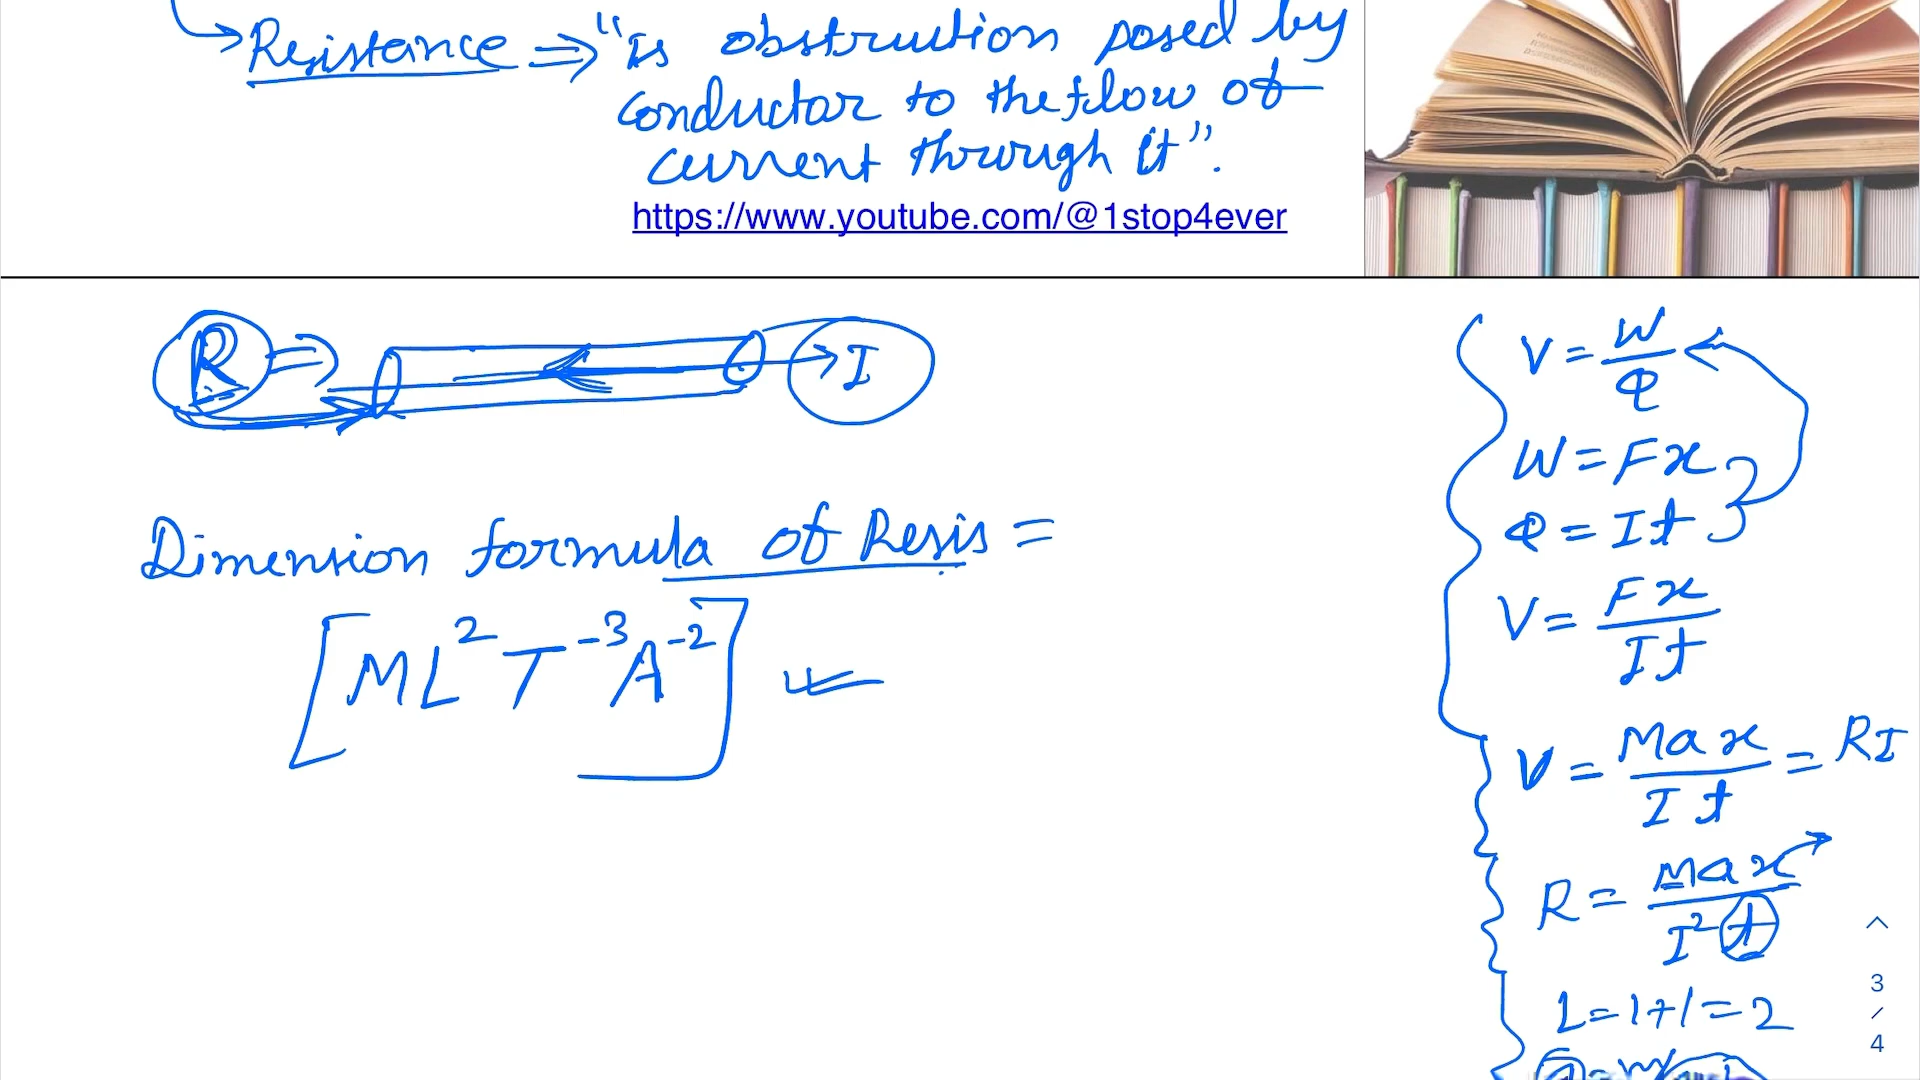 Resistance ⇒ "is obstruction posed by
conductor to the flow of
current through it".
https://www.youtube.com/@1stop4ever
R ⇒ I
Dimension formula of Resis =
[ML²T⁻³A⁻²]
V = W/Q
W = Fx
Q = It
V = Fx/It
V = Max/It = RI
R = Max/I²t
L = 1+1 = 2
3
/
4